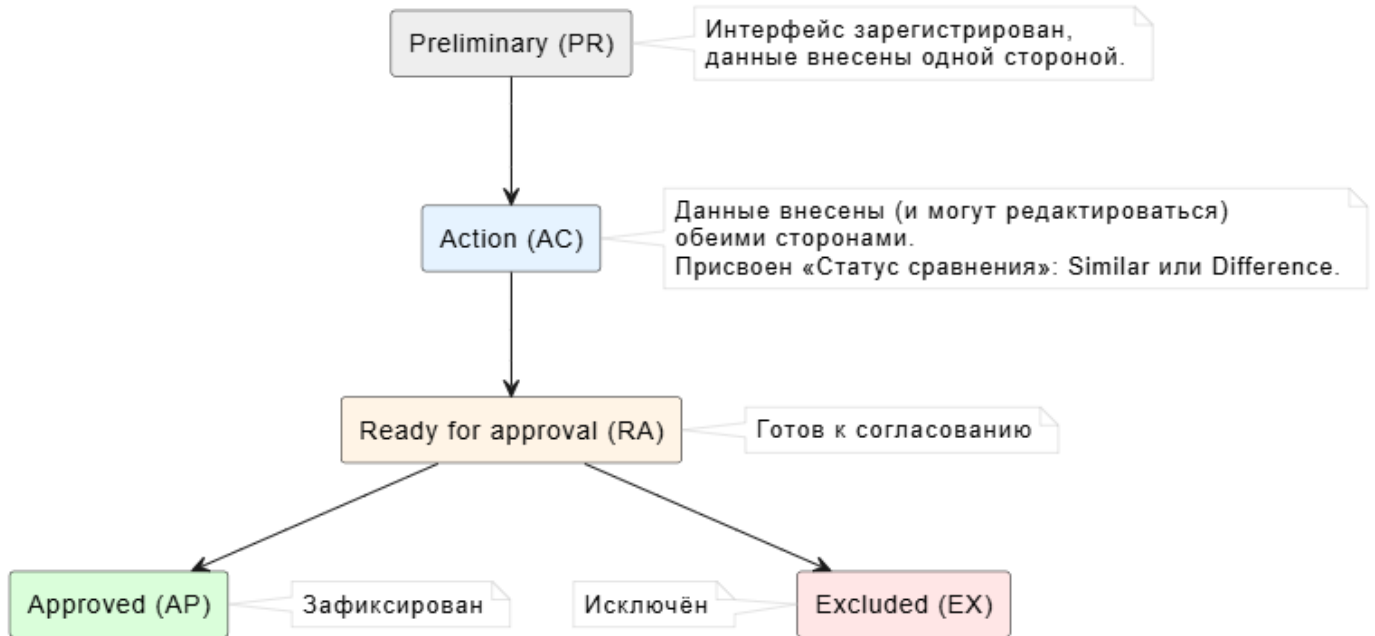 Preliminary (PR)
Интерфейс зарегистрирован,
данные внесены одной стороной.
Action (AC)
Данные внесены (и могут редактироваться)
обеими сторонами.
Присвоен «Статус сравнения»: Similar или Difference.
Ready for approval (RA)
Готов к согласованию
Approved (AP)
Зафиксирован
Исключён
Excluded (EX)